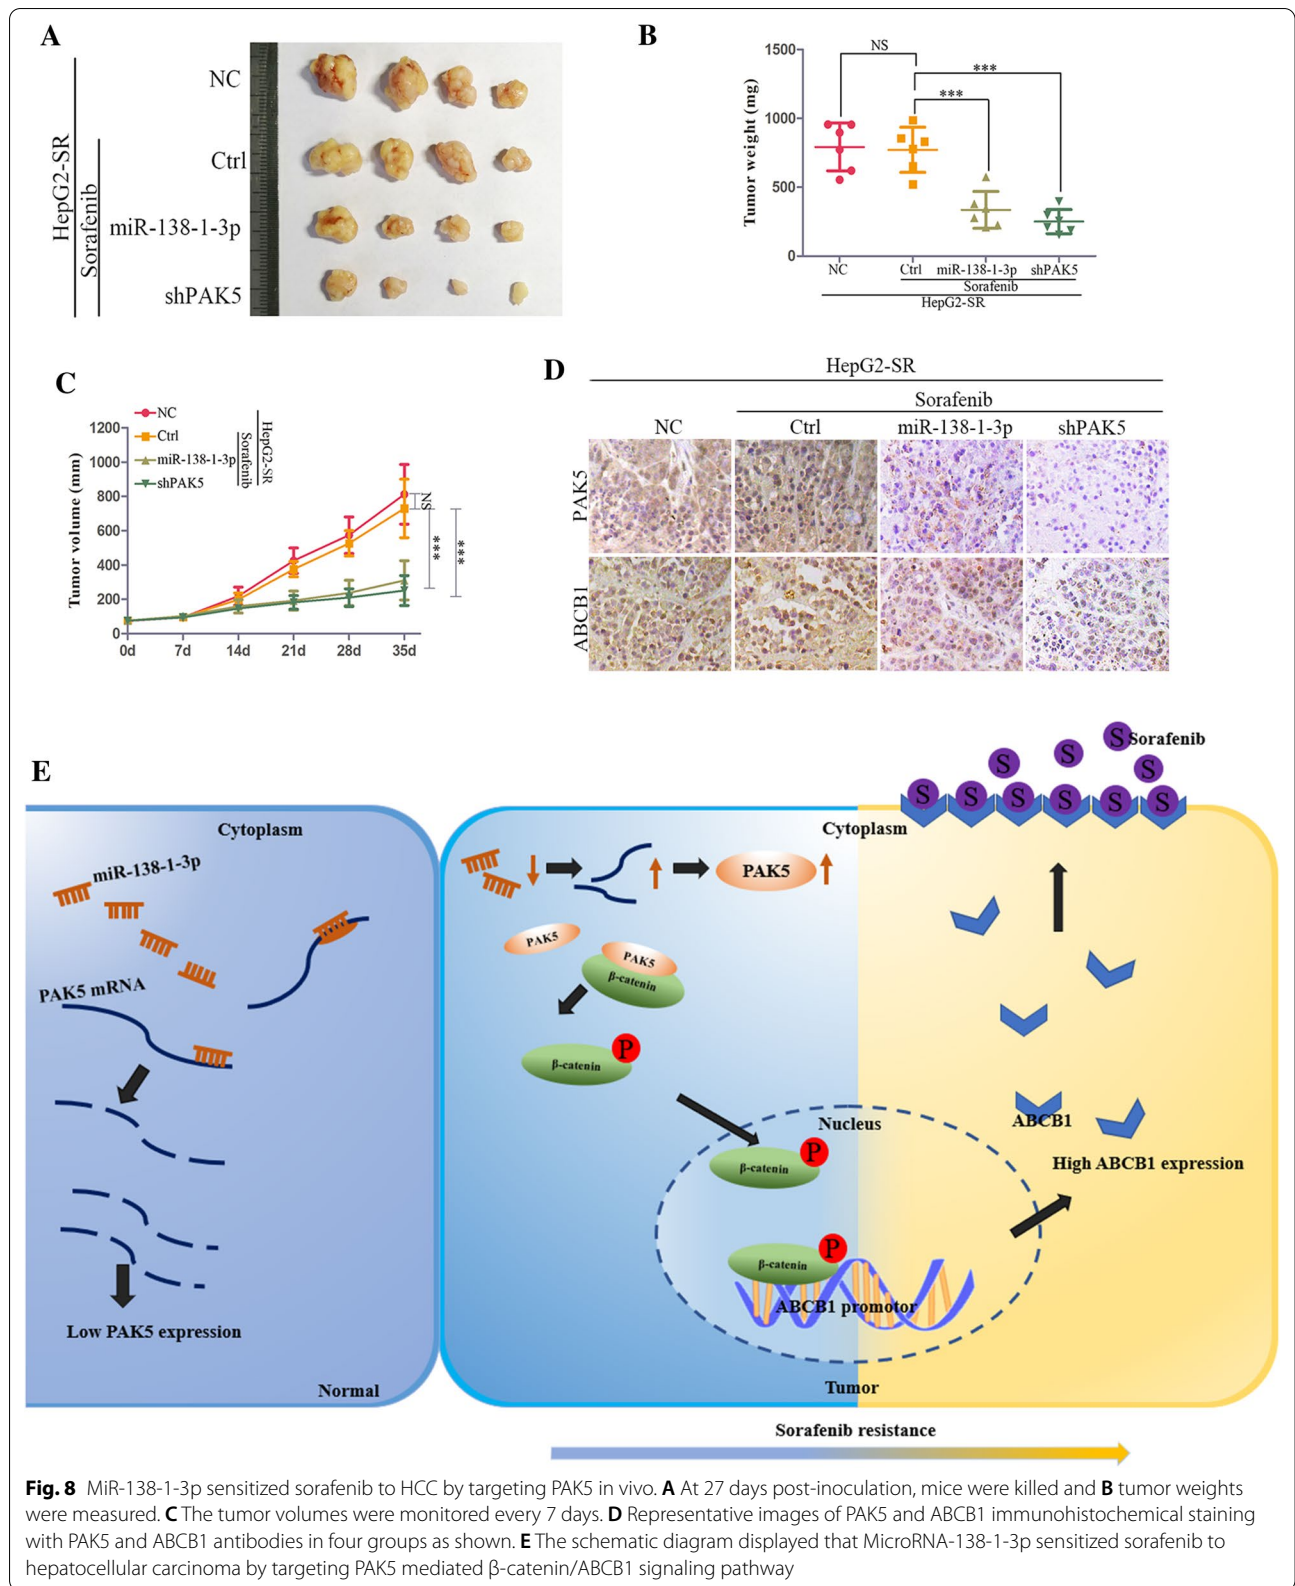 A
HepG2-SR
Sorafenib
NC
Ctrl
miR-138-1-3p
shPAK5
B
Tumor weight (mg)
1500
1000
500
0
NS
***
***
NC
Ctrl
miR-138-1-3p
shPAK5
Sorafenib
HepG2-SR
C
NC
Ctrl
miR-138-1-3p
shPAK5
Sorafenib
HepG2-SR
Tumor volume (mm)
1200
1000
800
600
400
200
0
0d
7d
14d
21d
28d
35d
NS
***
***
D
HepG2-SR
Sorafenib
NC
Ctrl
miR-138-1-3p
shPAK5
PAK5
ABCB1
E
Cytoplasm
miR-138-1-3p
PAK5 mRNA
Low PAK5 expression
Normal
Cytoplasm
PAK5
PAK5
PAK5
β-catenin
β-catenin
P
Nucleus
β-catenin
P
β-catenin
P
ABCB1 promotor
Tumor
S
Sorafenib
S
S
S
S
S
S
S
S
S
ABCB1
High ABCB1 expression
Sorafenib resistance
Fig. 8 MiR-138-1-3p sensitized sorafenib to HCC by targeting PAK5 in vivo. A At 27 days post-inoculation, mice were killed and B tumor weights
were measured. C The tumor volumes were monitored every 7 days. D Representative images of PAK5 and ABCB1 immunohistochemical staining
with PAK5 and ABCB1 antibodies in four groups as shown. E The schematic diagram displayed that MicroRNA-138-1-3p sensitized sorafenib to
hepatocellular carcinoma by targeting PAK5 mediated β-catenin/ABCB1 signaling pathway